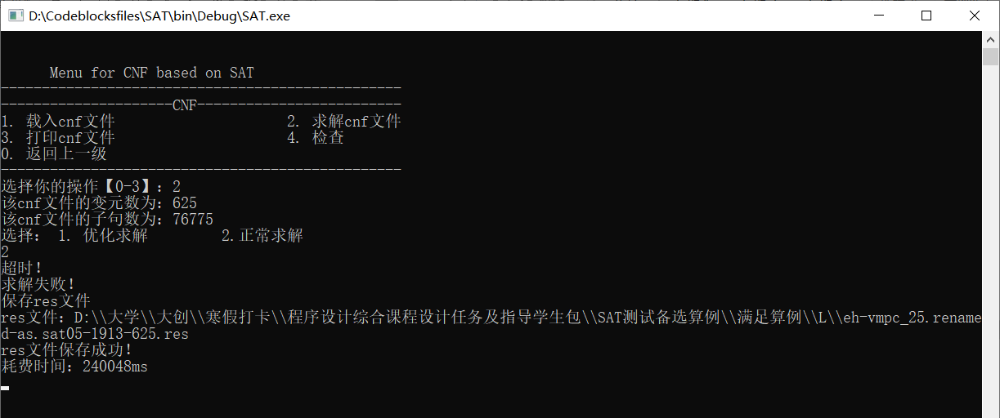 D:\Codeblocksfiles\SAT\bin\Debug\SAT.exe
Menu for CNF based on SAT
-------------------------------------------------
---------------------CNF-------------------------
1. 载入cnf文件                     2. 求解cnf文件
3. 打印cnf文件                     4. 检查
0. 返回上一级
-------------------------------------------------
选择你的操作【0-3】: 2
该cnf文件的变元数为: 625
该cnf文件的子句数为: 76775
选择: 1. 优化求解         2.正常求解
2
超时!
求解失败!
保存res文件
res文件: D:\\大学\\大创\\寒假打卡\\程序设计综合课程设计任务及指导学生包\\SAT测试备选算例\\满足算例\\L\\eh-vmpc_25.rename
d-as.sat05-1913-625.res
res文件保存成功!
耗费时间: 240048ms